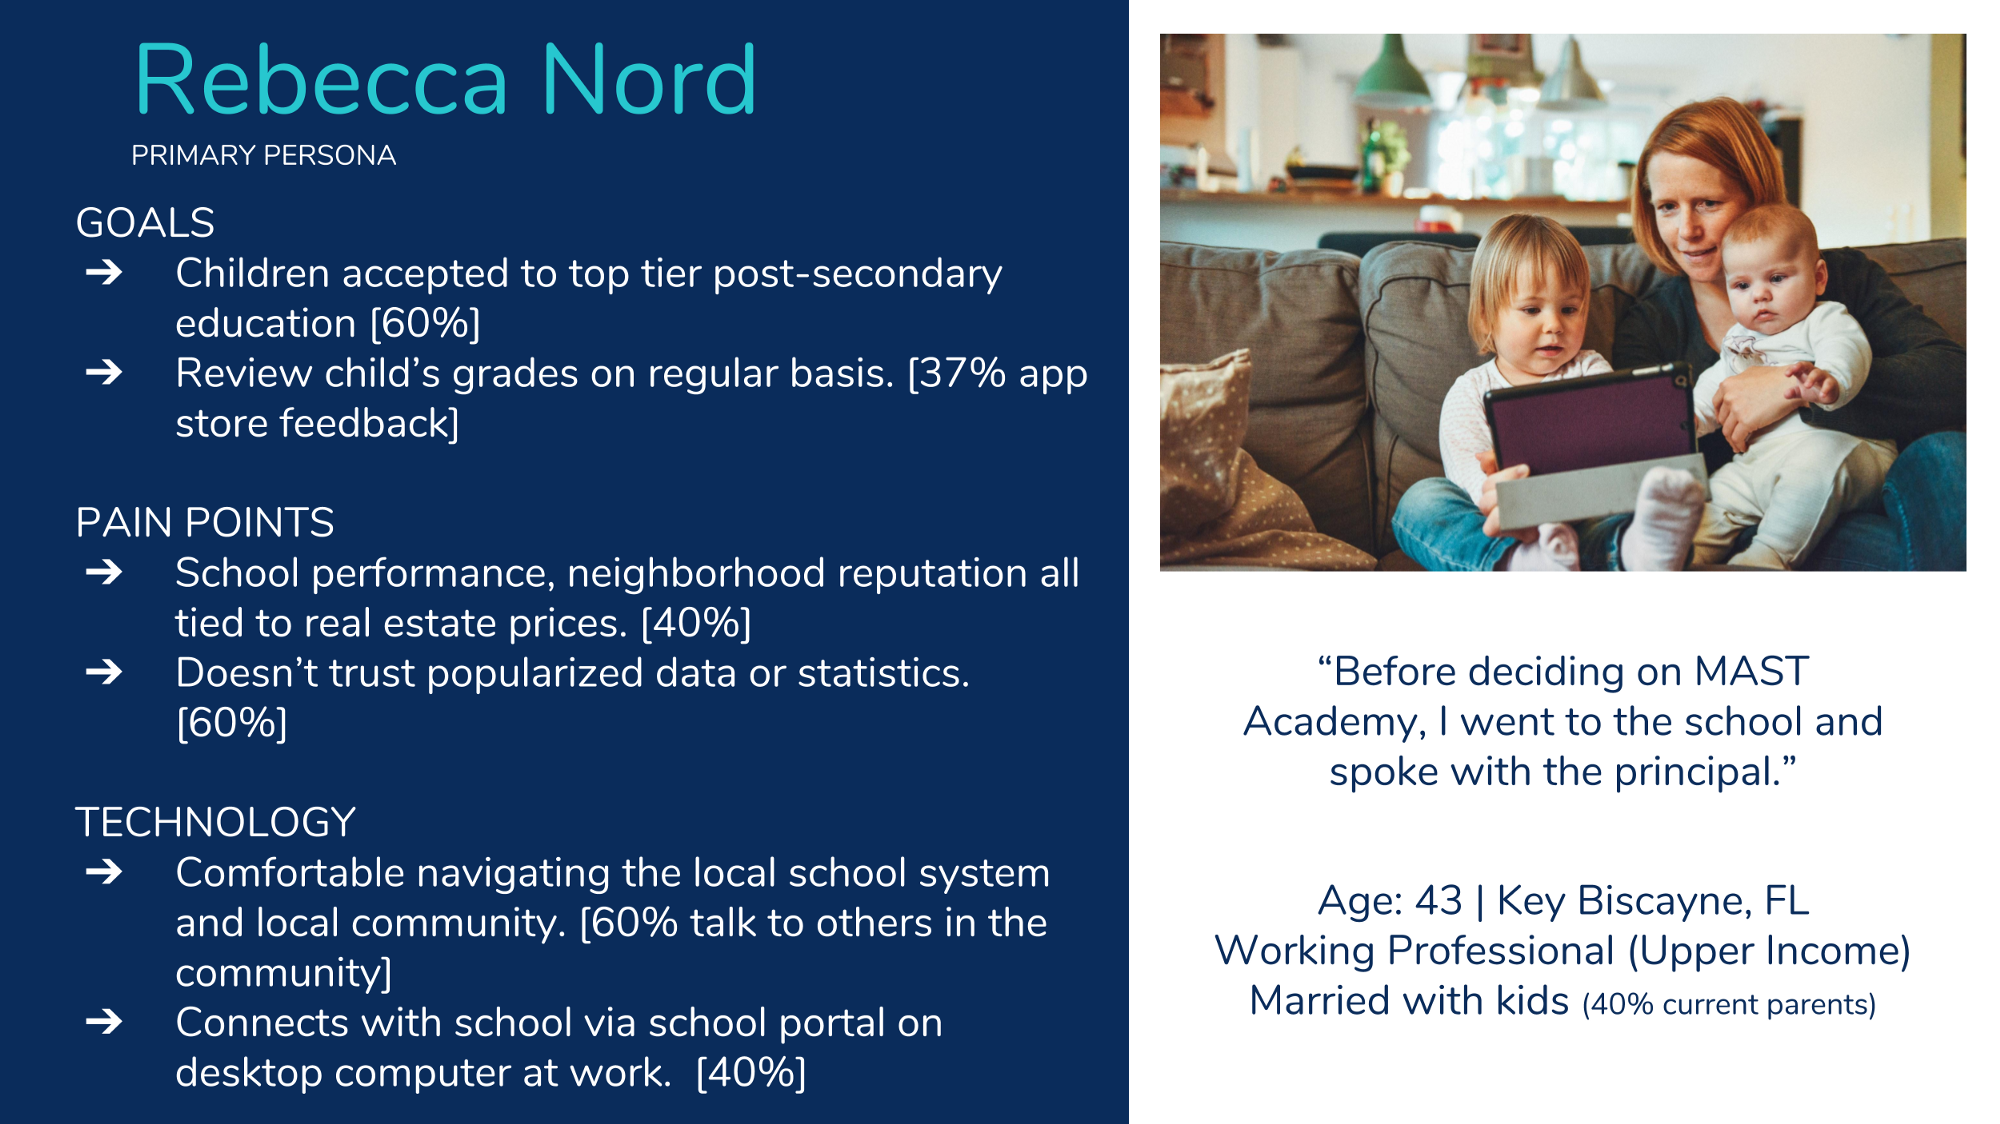 Rebecca Nord
PRIMARY PERSONA
GOALS
➔ Children accepted to top tier post-secondary
education [60%]
➔ Review child’s grades on regular basis. [37% app
store feedback]
PAIN POINTS
➔ School performance, neighborhood reputation all
tied to real estate prices. [40%]
➔ Doesn’t trust popularized data or statistics.
[60%]
TECHNOLOGY
➔ Comfortable navigating the local school system
and local community. [60% talk to others in the
community]
➔ Connects with school via school portal on
desktop computer at work.  [40%]
“Before deciding on MAST
Academy, I went to the school and
spoke with the principal.”
Age: 43 | Key Biscayne, FL
Working Professional (Upper Income)
Married with kids (40% current parents)